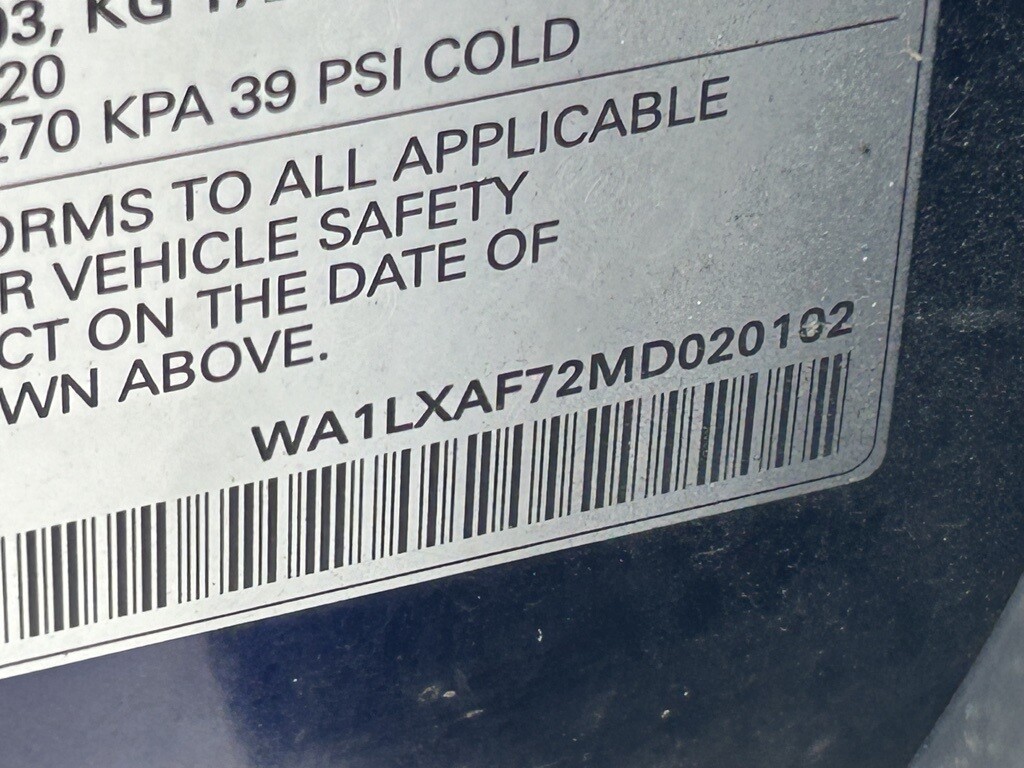 03, KG
20
270 KPA 39 PSI COLD
ORMS TO ALL APPLICABLE
R VEHICLE SAFETY
CT ON THE DATE OF
WN ABOVE.
WA1LXAF72MD020102